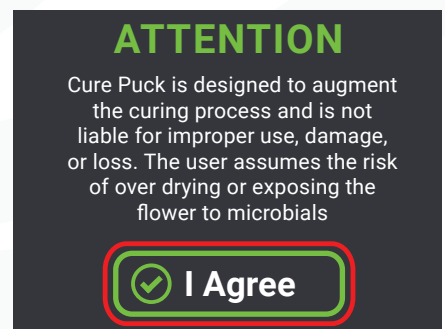 ATTENTION
Cure Puck is designed to augment
the curing process and is not
liable for improper use, damage,
or loss. The user assumes the risk
of over drying or exposing the
flower to microbials
I Agree